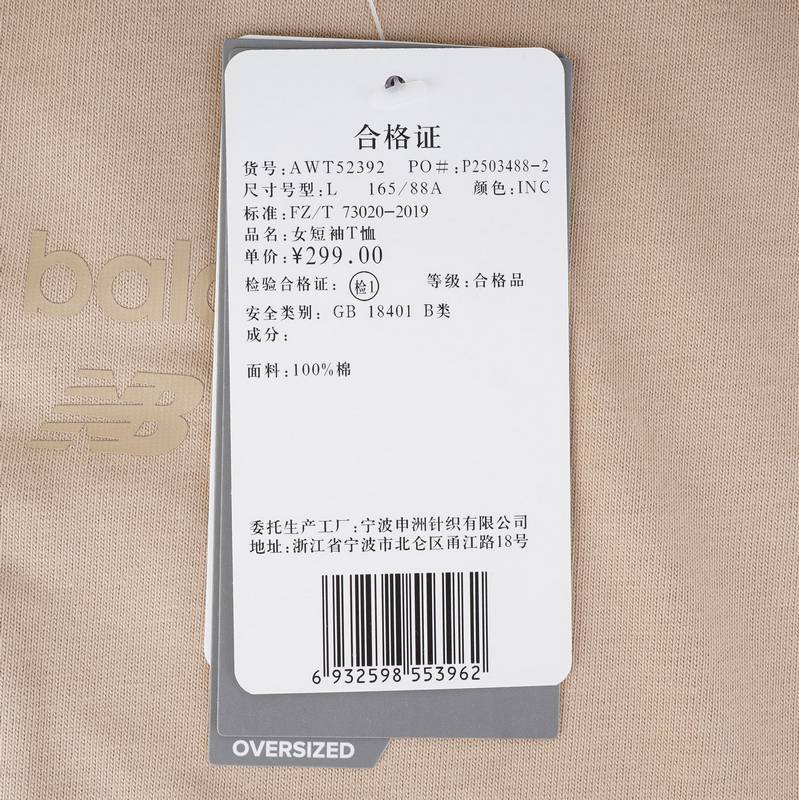 合格证
货号:AWT52392 PO#:P2503488-2
尺寸号型:L 165/88A 颜色:INC
标准:FZ/T 73020-2019
品名:女短袖T恤
单价:¥299.00
检验合格证: 检1 等级:合格品
安全类别: GB 18401 B类
成分:
面料:100%棉
委托生产工厂:宁波申洲针织有限公司
地址:浙江省宁波市北仑区甬江路18号
6 932598 553962
OVERSIZED
bala
NB